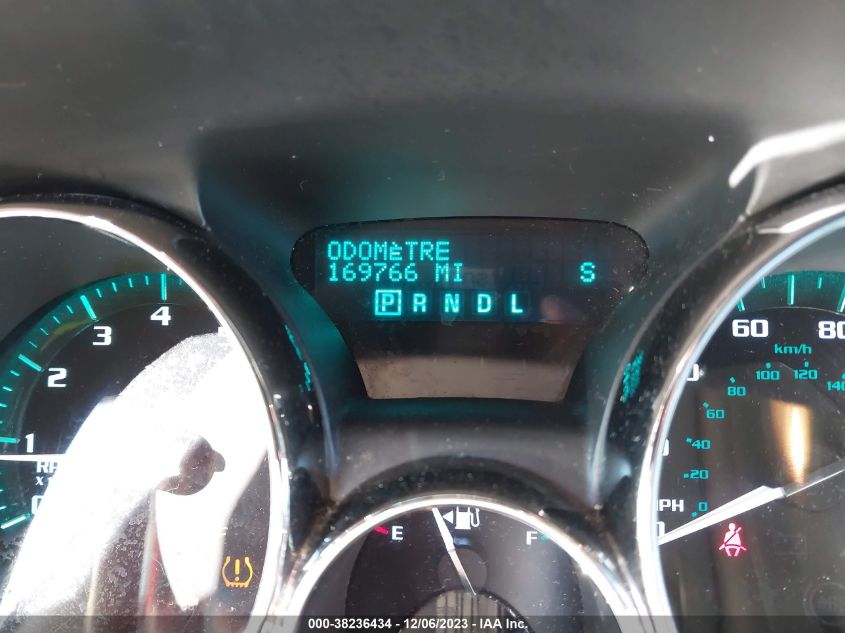 ODOMèTRE
169766 MI S
P R N D L
1 2 3 4
60 80
km/h
0 20 40 60 80 100 120 140
E F
000-38236434 - 12/06/2023 - IAA Inc.